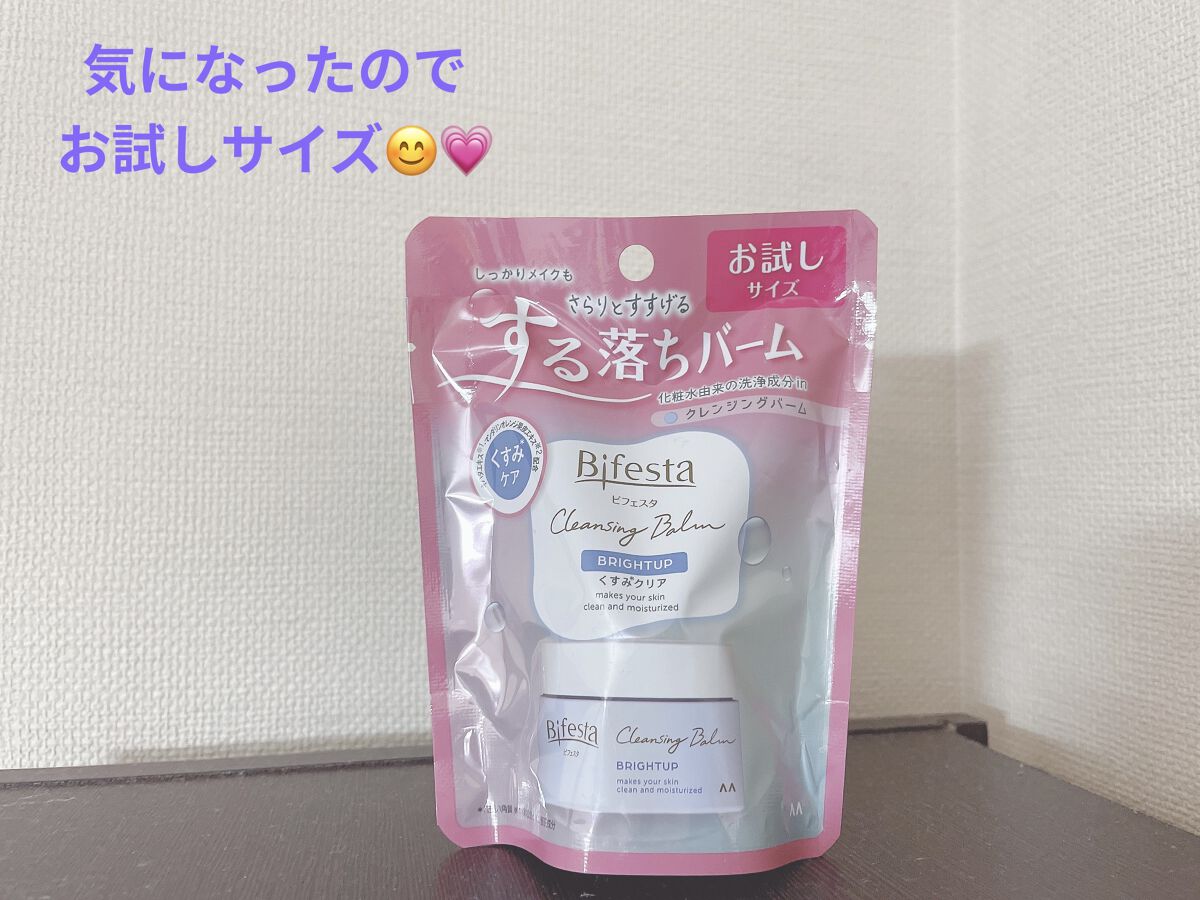 気になったので
お試しサイズ😊💗
お試し
サイズ
しっかりメイクも
さらりとすすげる
する落ちバーム
化粧水由来の洗浄成分in
クレンジングバーム
くすみ*
ケア
Bifesta
ビフェスタ
Cleansing Balm
BRIGHTUP
くすみ*クリア
makes your skin
clean and moisturized
Bifesta
ビフェスタ
Cleansing Balm
BRIGHTUP
makes your skin
clean and moisturized